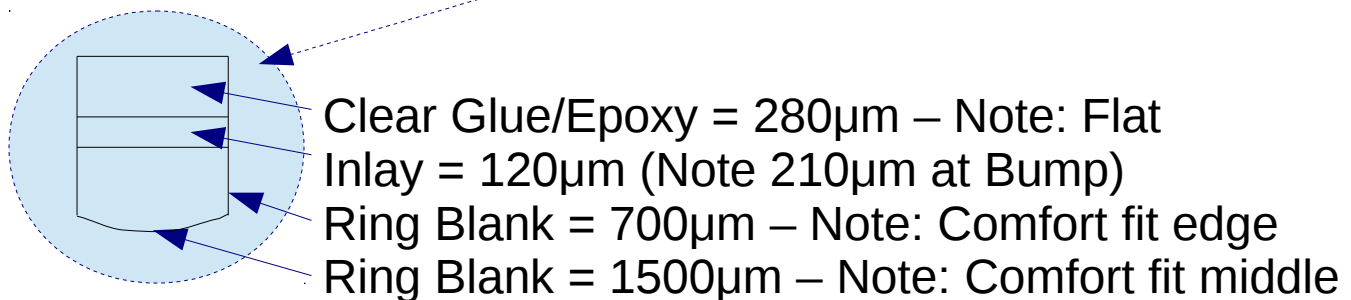 Clear Glue/Epoxy = 280μm – Note: Flat
Inlay = 120μm (Note 210μm at Bump)
Ring Blank = 700μm – Note: Comfort fit edge
Ring Blank = 1500μm – Note: Comfort fit middle